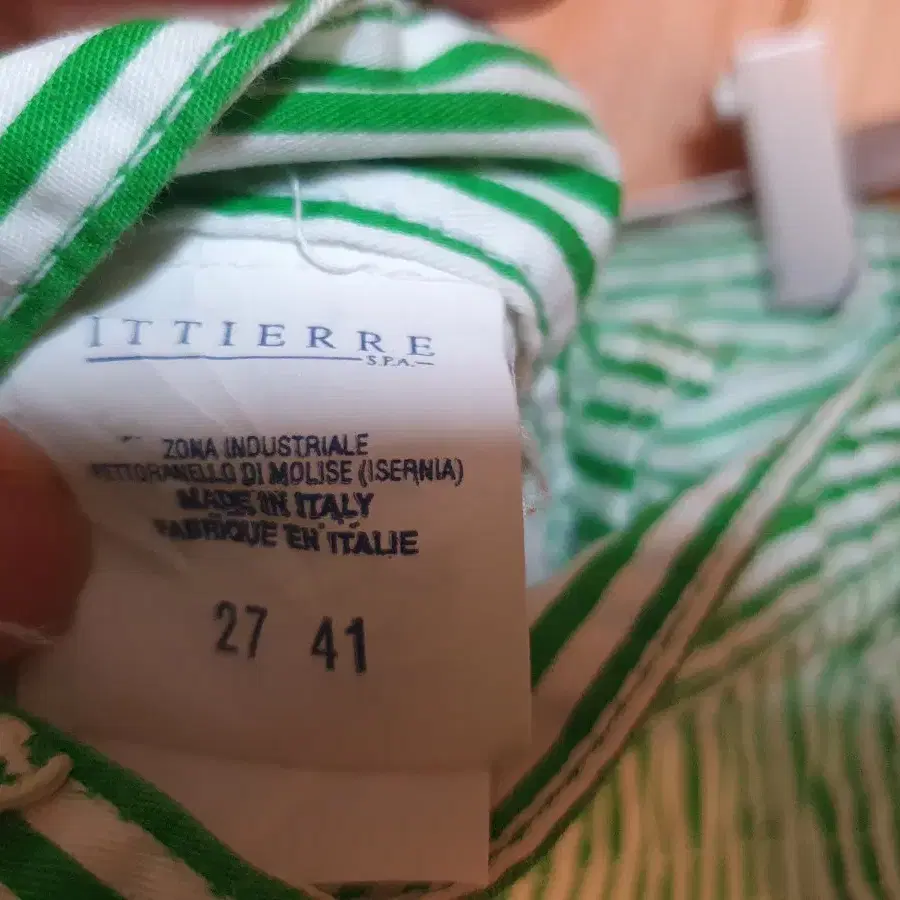 ITTIERRE
S.P.A.
ZONA INDUSTRIALE
PETTORANELLO DI MOLISE (ISERNIA)
MADE IN ITALY
FABRIQUE EN ITALIE
27 41